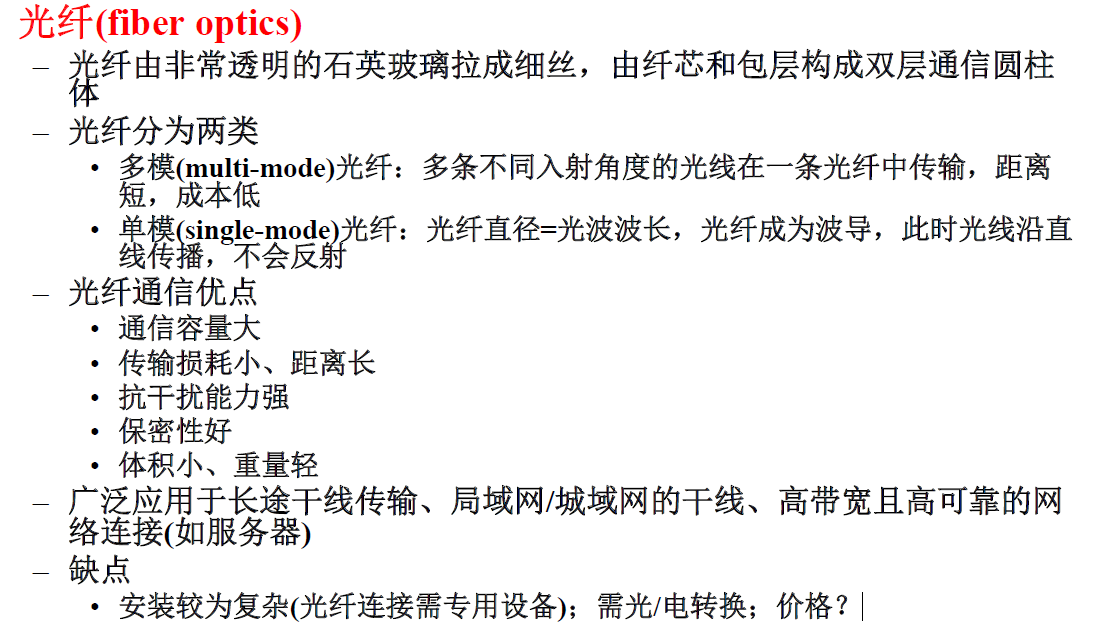 光纤(fiber optics)
– 光纤由非常透明的石英玻璃拉成细丝，由纤芯和包层构成双层通信圆柱
体
– 光纤分为两类
• 多模(multi-mode)光纤：多条不同入射角度的光线在一条光纤中传输，距离
短，成本低
• 单模(single-mode)光纤：光纤直径=光波波长，光纤成为波导，此时光线沿直
线传播，不会反射
– 光纤通信优点
• 通信容量大
• 传输损耗小、距离长
• 抗干扰能力强
• 保密性好
• 体积小、重量轻
– 广泛应用于长途干线传输、局域网/城域网的干线、高带宽且高可靠的网
络连接(如服务器)
– 缺点
• 安装较为复杂(光纤连接需专用设备)；需光/电转换；价格？